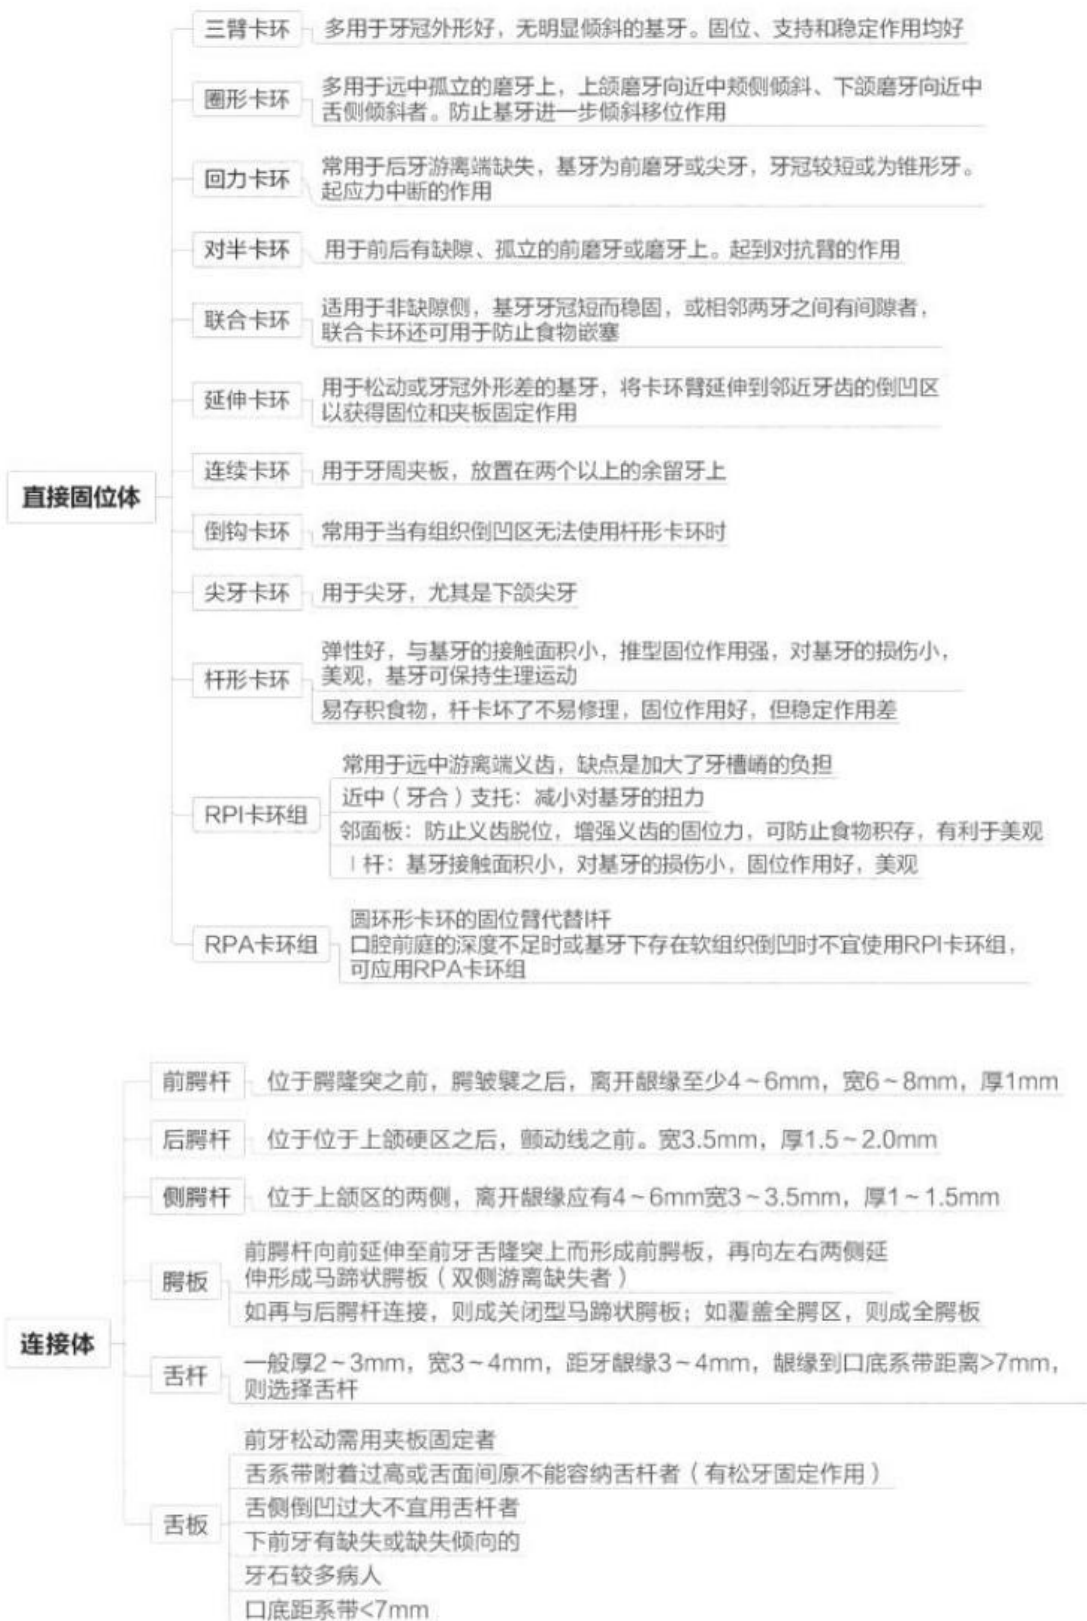 直接固位体
三臂卡环
多用于牙冠外形好，无明显倾斜的基牙。固位、支持和稳定作用均好
圈形卡环
多用于远中孤立的磨牙上，上颌磨牙向近中颊侧倾斜、下颌磨牙向近中
舌侧倾斜者。防止基牙进一步倾斜移位作用
回力卡环
常用于后牙游离端缺失，基牙为前磨牙或尖牙，牙冠较短或为锥形牙。
起应力中断的作用
对半卡环
用于前后有缺隙、孤立的前磨牙或磨牙上。起到对抗臂的作用
联合卡环
适用于非缺隙侧，基牙牙冠短而稳固，或相邻两牙之间有间隙者，
联合卡环还可用于防止食物嵌塞
延伸卡环
用于松动或牙冠外形差的基牙，将卡环臂延伸到邻近牙齿的倒凹区
以获得固位和夹板固定作用
连续卡环
用于牙周夹板，放置在两个以上的余留牙上
倒钩卡环
常用于当有组织倒凹区无法使用杆形卡环时
尖牙卡环
用于尖牙，尤其是下颌尖牙
杆形卡环
弹性好，与基牙的接触面积小，推型固位作用强，对基牙的损伤小，
美观，基牙可保持生理运动
易存积食物，杆卡坏了不易修理，固位作用好，但稳定作用差
RPI卡环组
常用于远中游离端义齿，缺点是加大了牙槽嵴的负担
近中（牙合）支托：减小对基牙的扭力
邻面板：防止义齿脱位，增强义齿的固位力，可防止食物积存，有利于美观
I杆：基牙接触面积小，对基牙的损伤小，固位作用好，美观
RPA卡环组
圆环形卡环的固位臂代替I杆
口腔前庭的深度不足时或基牙下存在软组织倒凹时不宜使用RPI卡环组，
可应用RPA卡环组
连接体
前腭杆
位于腭隆突之前，腭皱襞之后，离开龈缘至少4~6mm，宽6~8mm，厚1mm
后腭杆
位于位于上颌硬区之后，颤动线之前。宽3.5mm，厚1.5~2.0mm
侧腭杆
位于上颌区的两侧，离开龈缘应有4~6mm宽3~3.5mm，厚1~1.5mm
腭板
前腭杆向前延伸至前牙舌隆突上而形成前腭板，再向左右两侧延
伸形成马蹄状腭板（双侧游离缺失者）
如再与后腭杆连接，则成关闭型马蹄状腭板；如覆盖全腭区，则成全腭板
舌杆
一般厚2~3mm，宽3~4mm，距牙龈缘3~4mm，龈缘到口底系带距离>7mm，
则选择舌杆
舌板
前牙松动需用夹板固定者
舌系带附着过高或舌面间原不能容纳舌杆者（有松牙固定作用）
舌侧倒凹过大不宜用舌杆者
下前牙有缺失或缺失倾向的
牙石较多病人
口底距系带<7mm